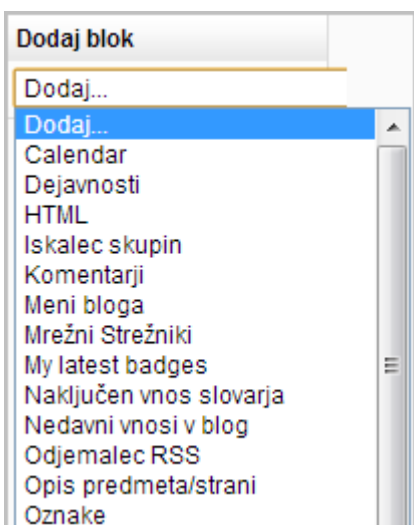 Dodaj blok
Dodaj...
Dodaj...
Calendar
Dejavnosti
HTML
Iskalec skupin
Komentarji
Meni bloga
Mrežni Strežniki
My latest badges
Naključen vnos slovarja
Nedavni vnosi v blog
Odjemalec RSS
Opis predmeta/strani
Oznake